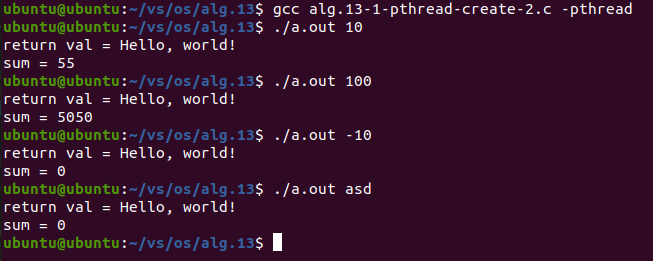 ubuntu@ubuntu:~/vs/os/alg.13$ gcc alg.13-1-pthread-create-2.c -pthread
ubuntu@ubuntu:~/vs/os/alg.13$ ./a.out 10
return val = Hello, world!
sum = 55
ubuntu@ubuntu:~/vs/os/alg.13$ ./a.out 100
return val = Hello, world!
sum = 5050
ubuntu@ubuntu:~/vs/os/alg.13$ ./a.out -10
return val = Hello, world!
sum = 0
ubuntu@ubuntu:~/vs/os/alg.13$ ./a.out asd
return val = Hello, world!
sum = 0
ubuntu@ubuntu:~/vs/os/alg.13$